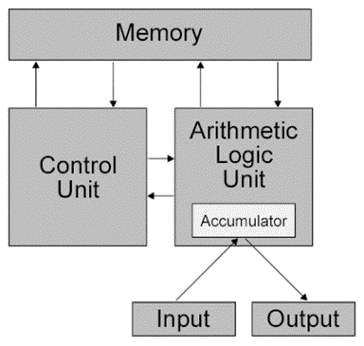 Memory
Control
Unit
Arithmetic
Logic
Unit
Accumulator
Input
Output